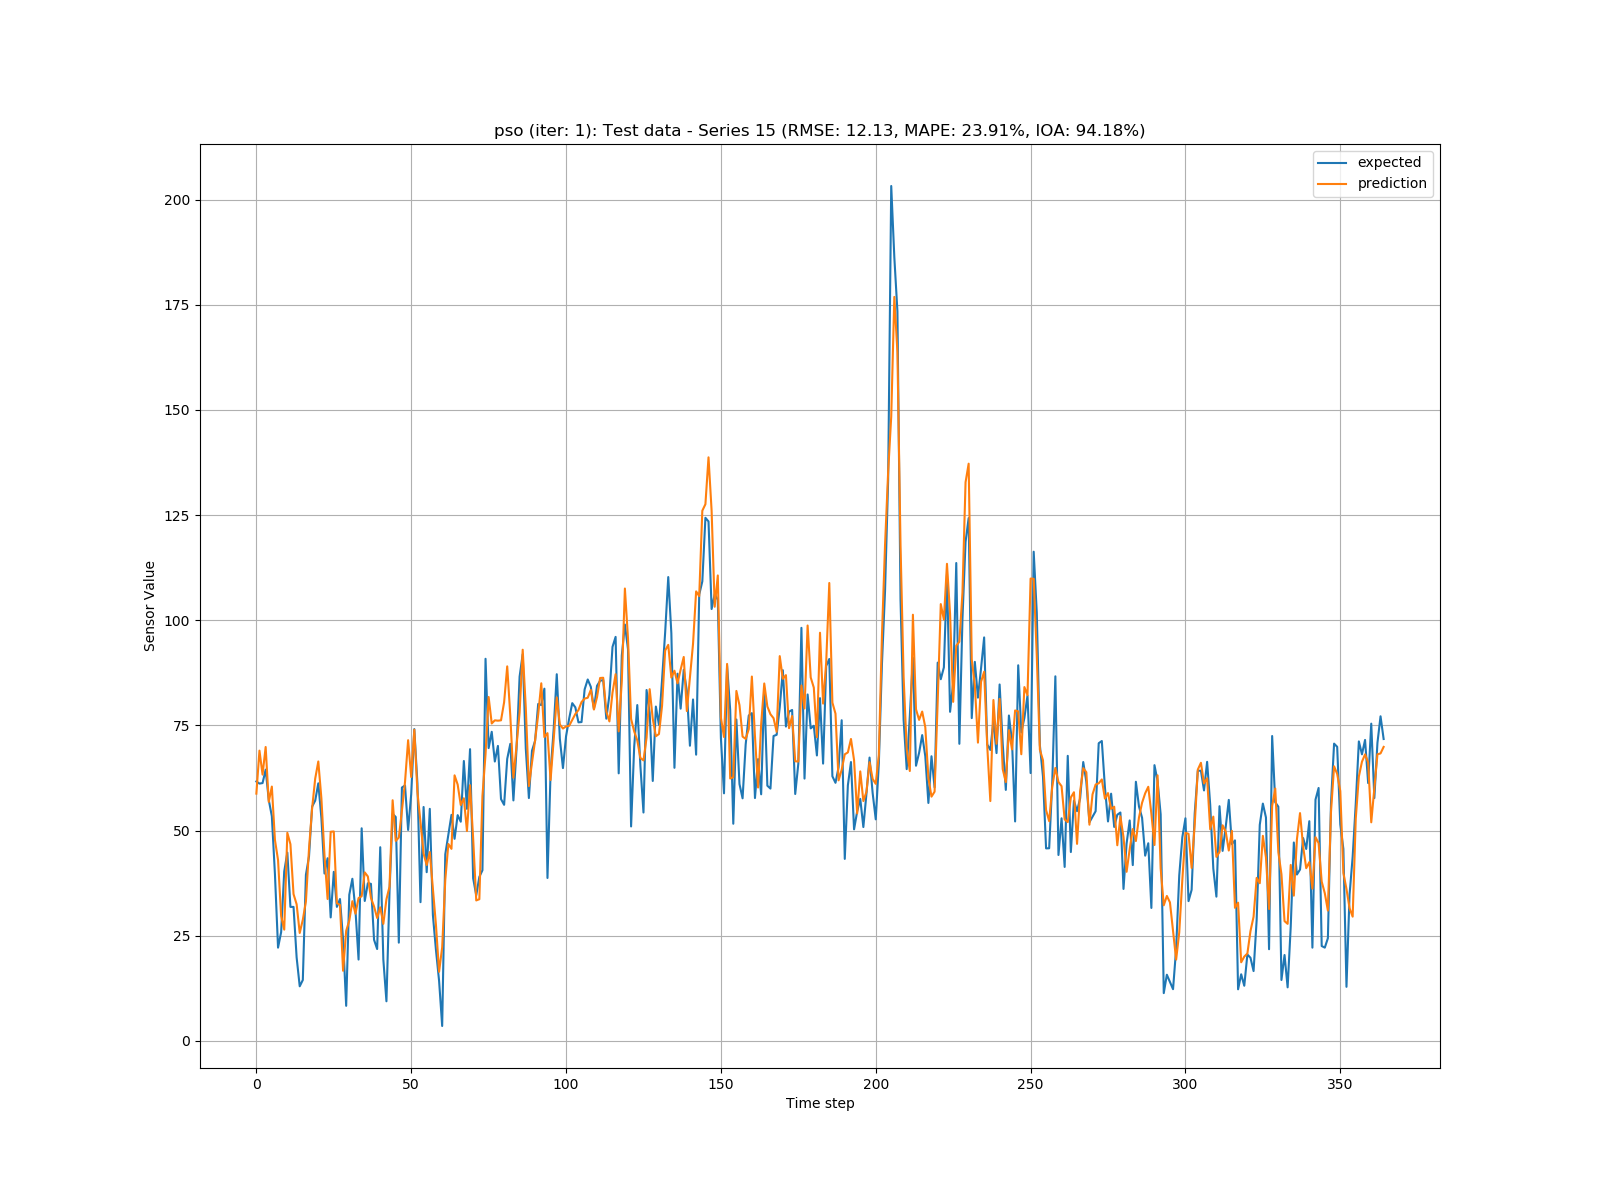 pso (iter: 1): Test data - Series 15 (RMSE: 12.13, MAPE: 23.91%, IOA: 94.18%)
expected
prediction
200
175
150
125
100
75
50
25
0
Sensor Value
0 50 100 150 200 250 300 350
Time step